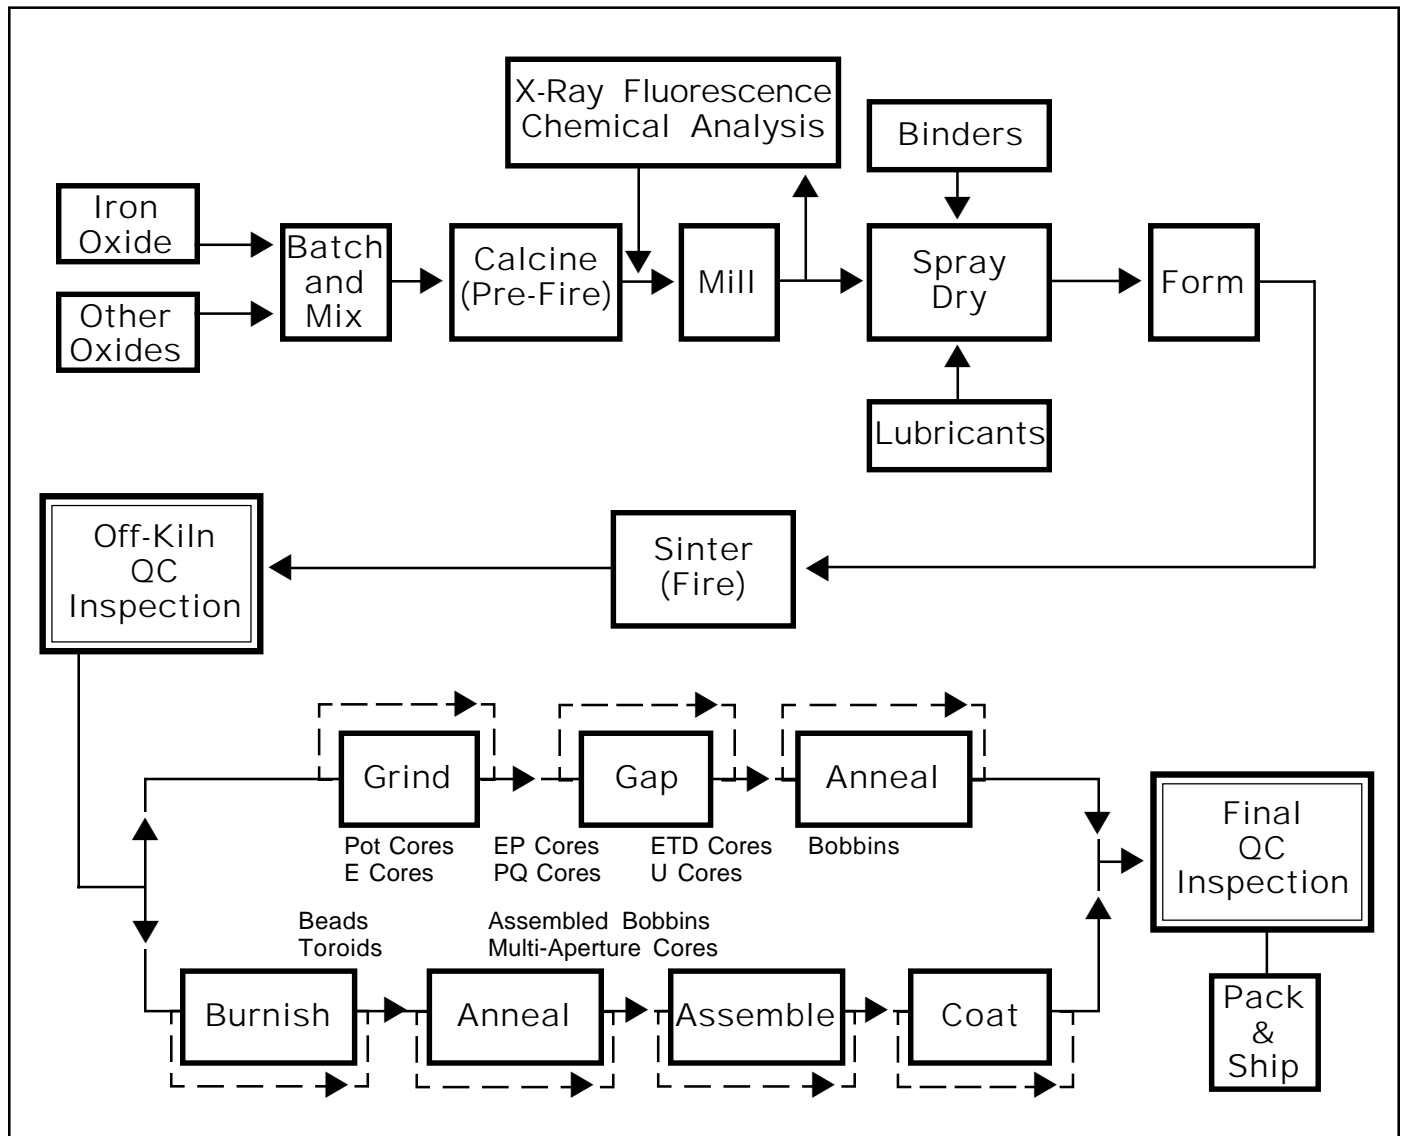 X-Ray Fluorescence
Chemical Analysis
Binders
Iron
Oxide
Other
Oxides
Batch
and
Mix
Calcine
(Pre-Fire)
Mill
Spray
Dry
Form
Lubricants
Off-Kiln
QC
Inspection
Sinter
(Fire)
Grind
Gap
Anneal
Pot Cores
E Cores
EP Cores
PQ Cores
ETD Cores
U Cores
Bobbins
Final
QC
Inspection
Beads
Toroids
Assembled Bobbins
Multi-Aperture Cores
Burnish
Anneal
Assemble
Coat
Pack
&
Ship